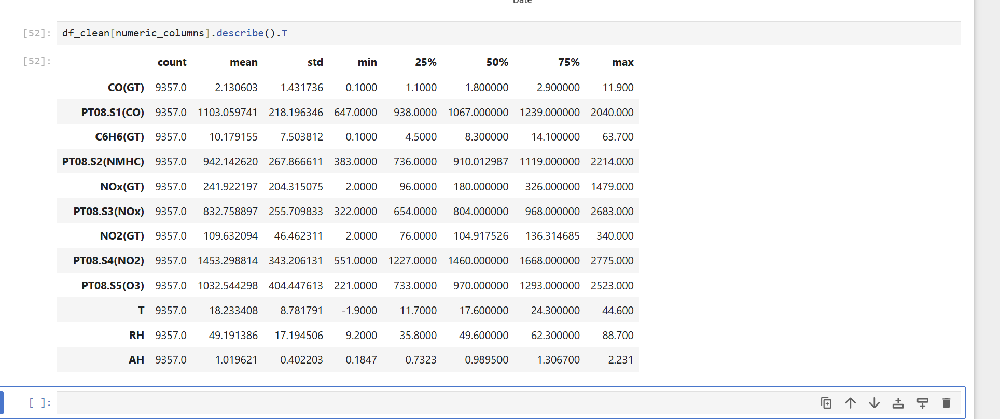 Date
[52]: df_clean[numeric_columns].describe().T
[52]:
count mean std min 25% 50% 75% max
CO(GT) 9357.0 2.130603 1.431736 0.1000 1.1000 1.800000 2.900000 11.900
PT08.S1(CO) 9357.0 1103.059741 218.196346 647.0000 938.0000 1067.000000 1239.000000 2040.000
C6H6(GT) 9357.0 10.179155 7.503812 0.1000 4.5000 8.300000 14.100000 63.700
PT08.S2(NMHC) 9357.0 942.142620 267.866611 383.0000 736.0000 910.012987 1119.000000 2214.000
NOx(GT) 9357.0 241.922197 204.315075 2.0000 96.0000 180.000000 326.000000 1479.000
PT08.S3(NOx) 9357.0 832.758897 255.709833 322.0000 654.0000 804.000000 968.000000 2683.000
NO2(GT) 9357.0 109.632094 46.462311 2.0000 76.0000 104.917526 136.314685 340.000
PT08.S4(NO2) 9357.0 1453.298814 343.206131 551.0000 1227.0000 1460.000000 1668.000000 2775.000
PT08.S5(O3) 9357.0 1032.544298 404.447613 221.0000 733.0000 970.000000 1293.000000 2523.000
T 9357.0 18.233408 8.781791 -1.9000 11.7000 17.600000 24.300000 44.600
RH 9357.0 49.191386 17.194506 9.2000 35.8000 49.600000 62.300000 88.700
AH 9357.0 1.019621 0.402203 0.1847 0.7323 0.989500 1.306700 2.231
[ ]: